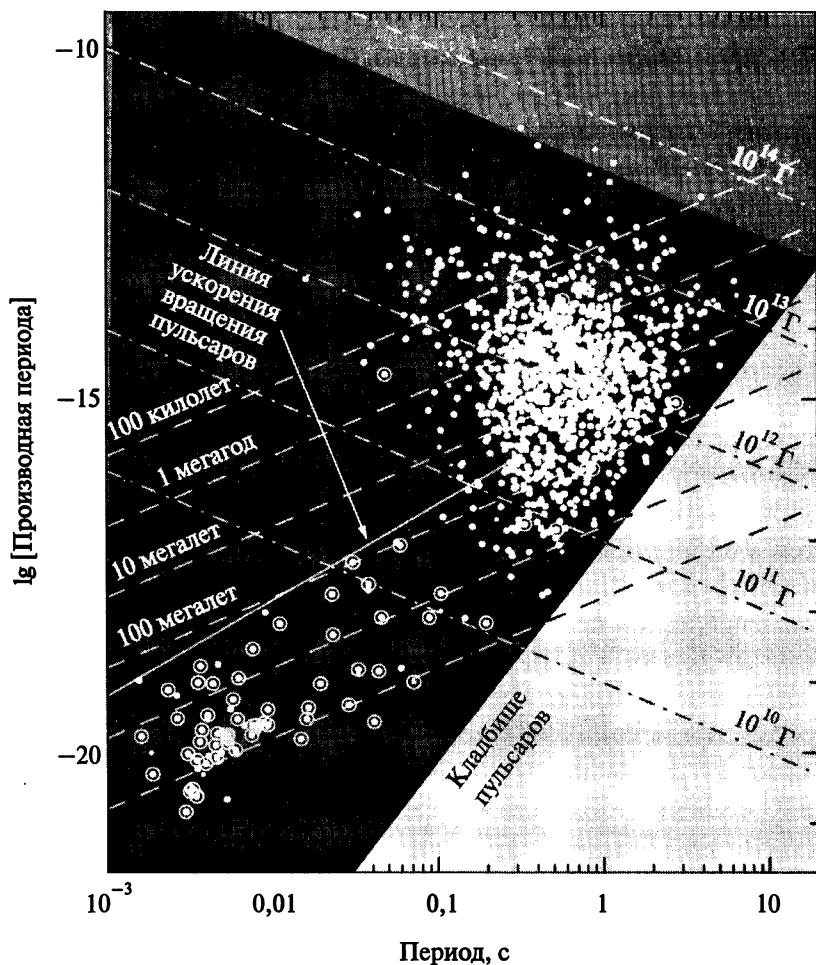 −10
10¹⁴ Г
Линия
ускорения
вращения
пульсаров
10¹³ Г
lg [Производная периода]
−15
100 килолет
1 мегагод
10¹² Г
10 мегалет
10¹¹ Г
100 мегалет
−20
10¹⁰ Г
Кладбище
пульсаров
10⁻³
0,01
0,1
1
10
Период, с